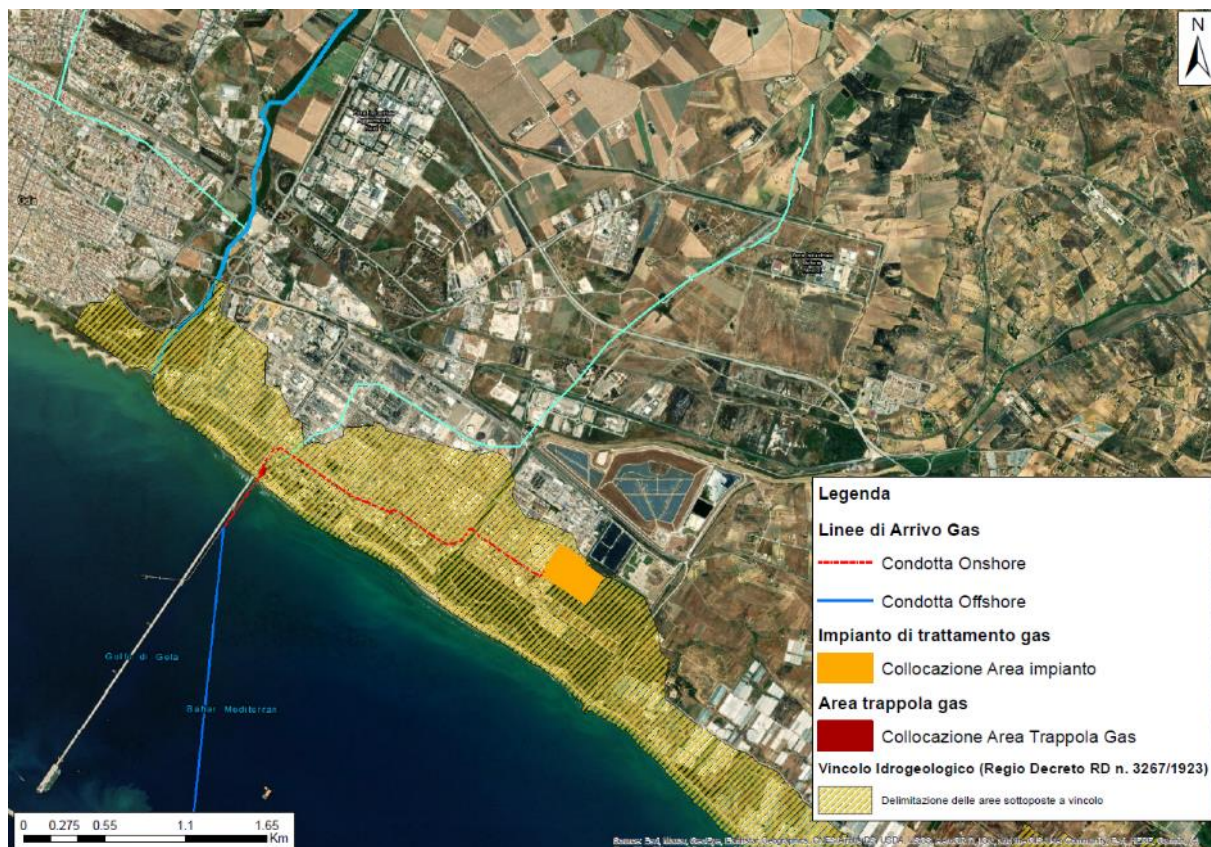 N
Gela
Golfo di Gela
Legenda
Linee di Arrivo Gas
Condotta Onshore
Condotta Offshore
Impianto di trattamento gas
Collocazione Area impianto
Area trappola gas
Collocazione Area Trappola Gas
Vincolo Idrogeologico (Regio Decreto RD n. 3267/1923)
Delimitazione delle aree sottoposte a vincolo
0 0.275 0.55 1.1 1.65
Km